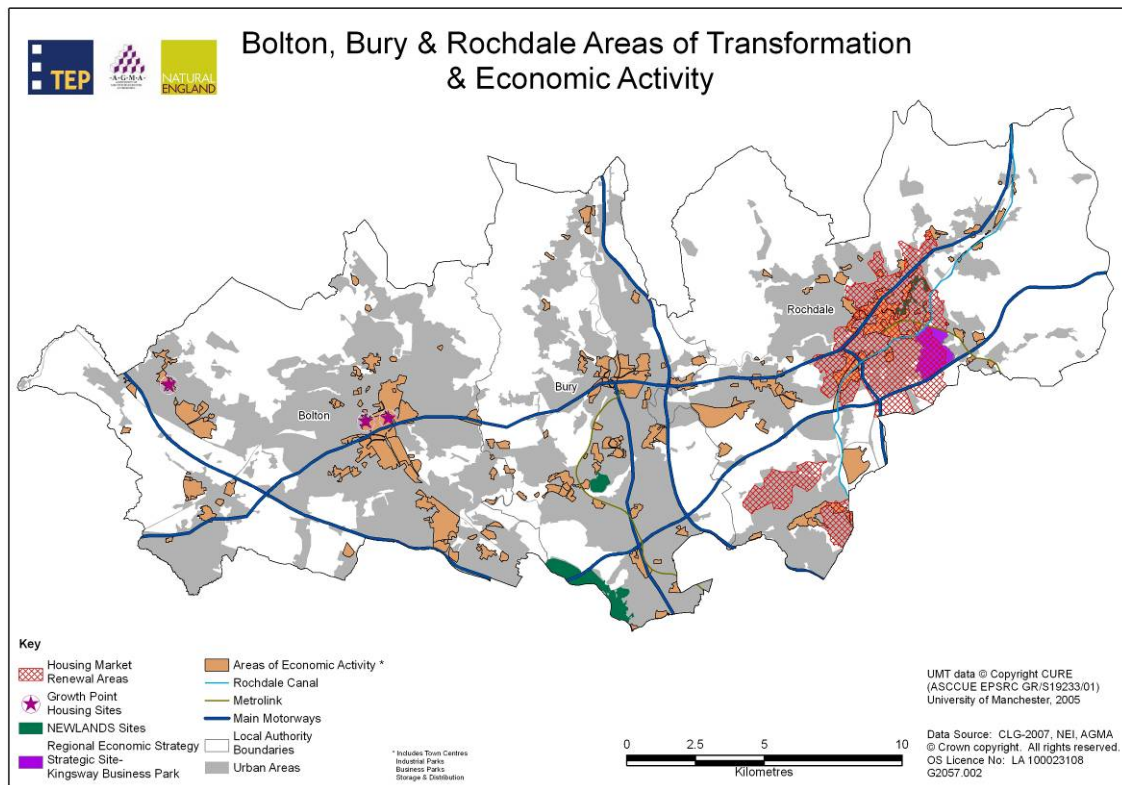 Bolton, Bury & Rochdale Areas of Transformation
& Economic Activity
TEP
A·G·M·A
NATURAL
ENGLAND
Rochdale
Bury
Bolton
Key
Housing Market
Renewal Areas
Growth Point
Housing Sites
NEWLANDS Sites
Regional Economic Strategy
Strategic Site-
Kingsway Business Park
Areas of Economic Activity *
Rochdale Canal
Metrolink
Main Motorways
Local Authority
Boundaries
Urban Areas
* Includes Town Centres
Industrial Parks
Business Parks
Storage & Distribution
0 2.5 5 10
Kilometres
UMT data © Copyright CURE
(ASCCUE EPSRC GR/S19233/01)
University of Manchester, 2005
Data Source: CLG-2007, NEI, AGMA
© Crown copyright. All rights reserved.
OS Licence No: LA 100023108
G2057.002